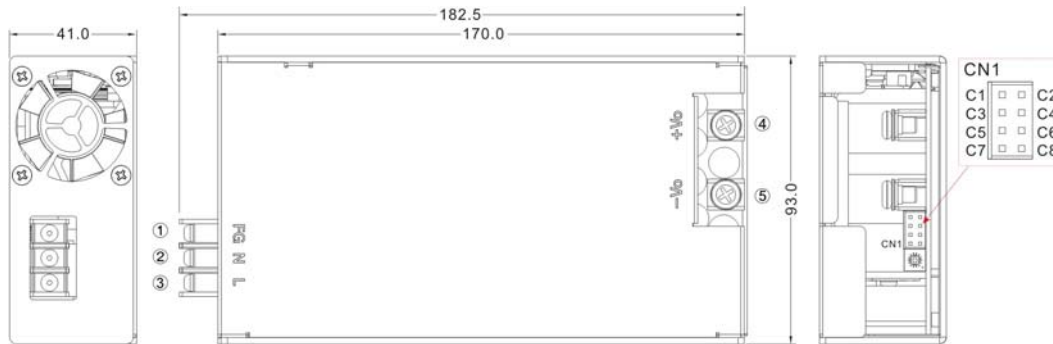 182.5
41.0
170.0
CN1
C1 C2
C3 C4
C5 C6
C7 C8
+Vo
④
-Vo
⑤
93.0
①
②
③
PG N L
CN1